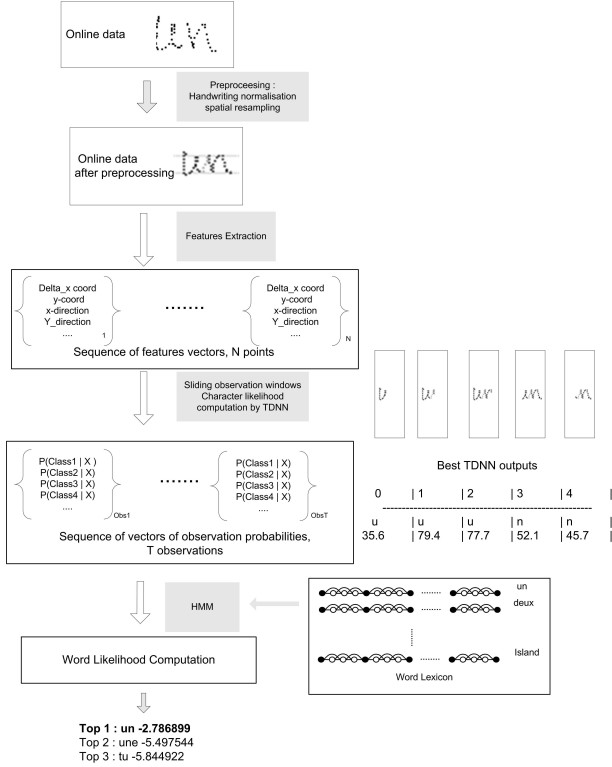 Online data
Preproceesing :
Handwriting normalisation
spatial resampling
Online data
after preprocessing
Features Extraction
Delta_x coord
y-coord
x-direction
Y_direction
....
1
.......
Delta_x coord
y-coord
x-direction
Y_direction
....
N
Sequence of features vectors, N points
Sliding observation windows
Character likelihood
computation by TDNN
P(Class1 | X )
P(Class2 | X)
P(Class3 | X)
P(Class4 | X)
....
Obs1
.......
P(Class1 | X)
P(Class2 | X)
P(Class3 | X)
P(Class4 | X)
....
ObsT
Sequence of vectors of observation probabilities,
T observations
Best TDNN outputs
0 | 1 | 2 | 3 | 4 |
u | u | u | n | n |
35.6 | 79.4 | 77.7 | 52.1 | 45.7 |
HMM
un
deux
Island
Word Lexicon
Word Likelihood Computation
Top 1 : un -2.786899
Top 2 : une -5.497544
Top 3 : tu -5.844922